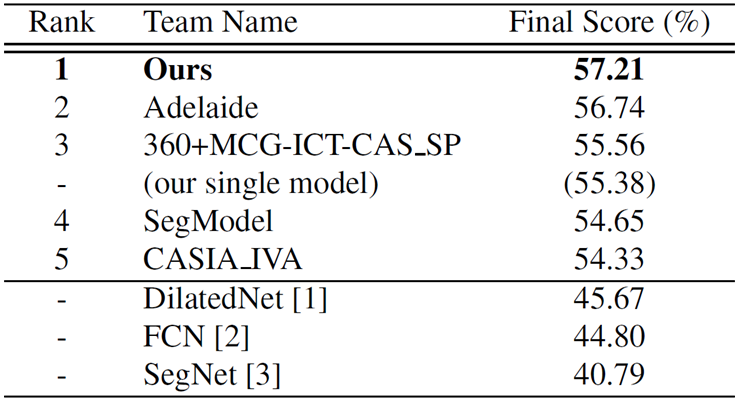 Rank Team Name Final Score (%)
1 Ours 57.21
2 Adelaide 56.74
3 360+MCG-ICT-CAS_SP 55.56
- (our single model) (55.38)
4 SegModel 54.65
5 CASIA_IVA 54.33
- DilatedNet [1] 45.67
- FCN [2] 44.80
- SegNet [3] 40.79